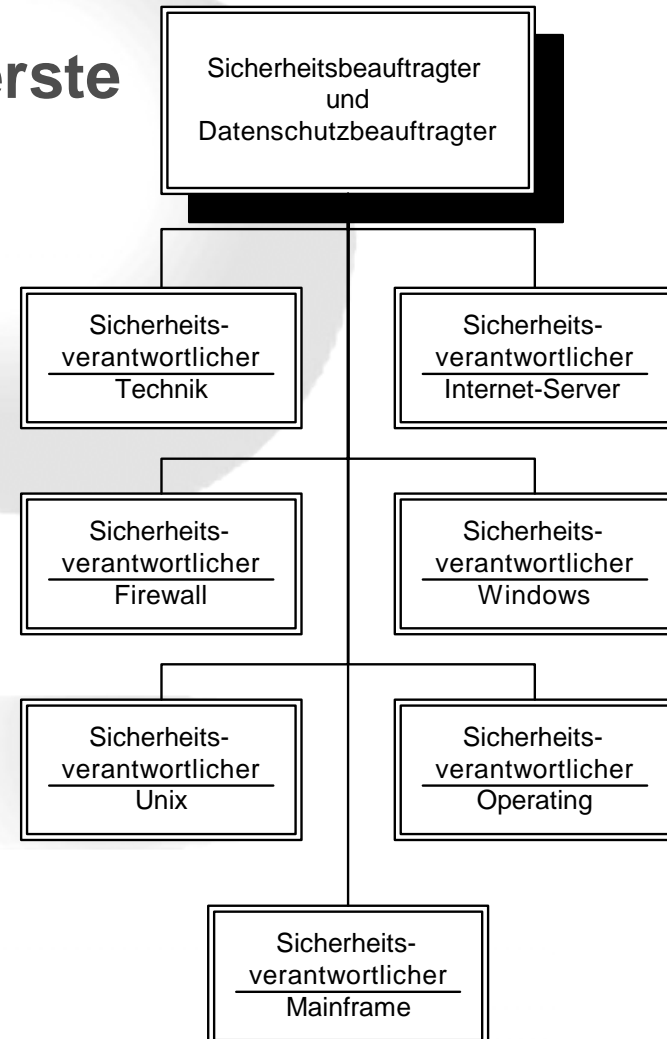 erste
Sicherheitsbeauftragter
und
Datenschutzbeauftragter
Sicherheits-
verantwortlicher
Technik
Sicherheits-
verantwortlicher
Internet-Server
Sicherheits-
verantwortlicher
Firewall
Sicherheits-
verantwortlicher
Windows
Sicherheits-
verantwortlicher
Unix
Sicherheits-
verantwortlicher
Operating
Sicherheits-
verantwortlicher
Mainframe